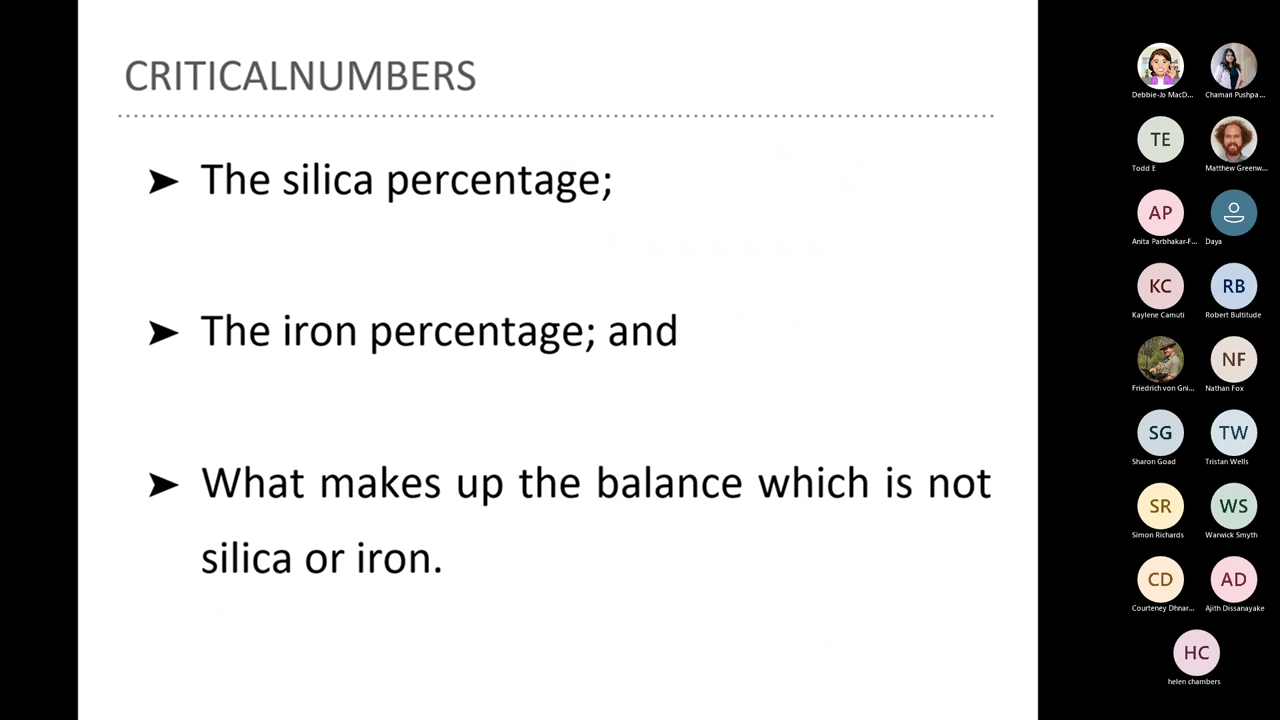 CRITICALNUMBERS
➤ The silica percentage;
➤ The iron percentage; and
➤ What makes up the balance which is not
silica or iron.
Debbie-Jo MacD...
Chamari Pushpa...
TE
Todd E
Matthew Greenw...
AP
Anita Parbhakar-F...
Daya
KC
Kaylene Camuti
RB
Robert Bultitude
Friedrich von Gni...
NF
Nathan Fox
SG
Sharon Goad
TW
Tristan Wells
SR
Simon Richards
WS
Warwick Smyth
CD
Courteney Dhnar...
AD
Ajith Dissanayake
HC
helen chambers